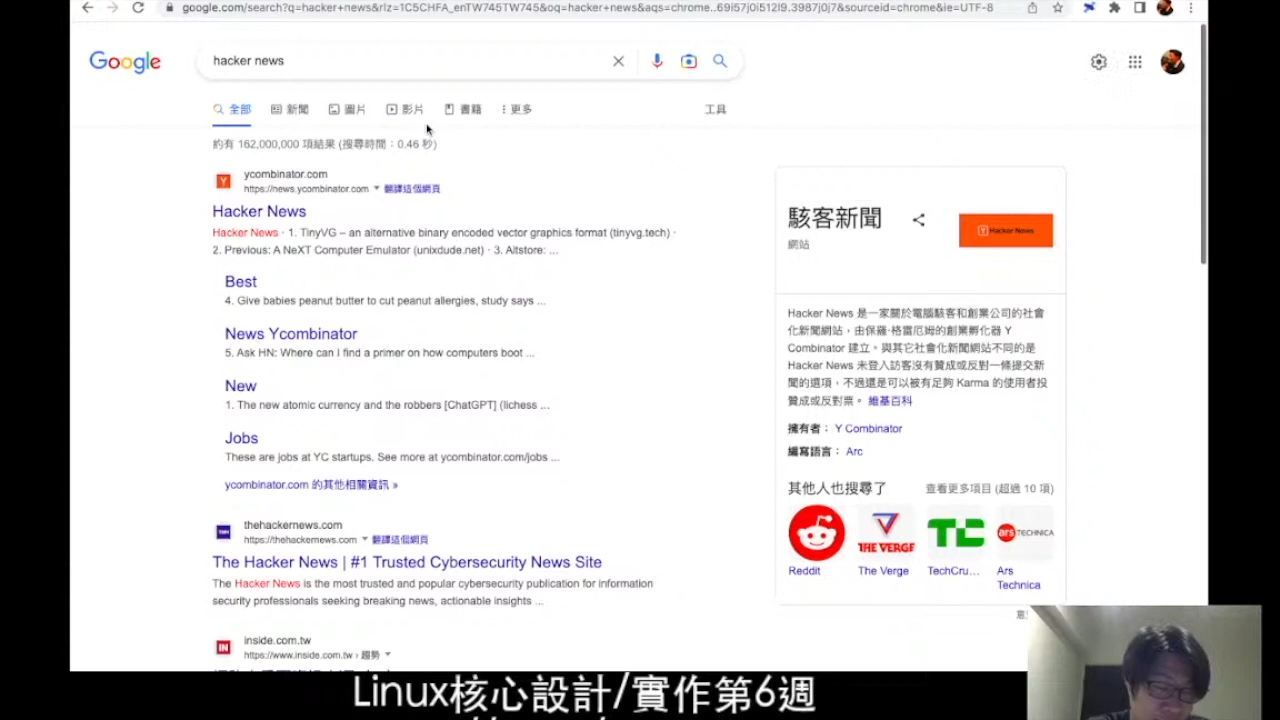 google.com/search?q=hacker+news&rlz=1C5CHFA_enTW745TW745&oq=hacker+news&aqs=chrome..69i57j0i512l9.3987j0j7&sourceid=chrome&ie=UTF-8
Google
hacker news
全部
新聞
圖片
影片
書籍
更多
工具
約有 162,000,000 項結果 (搜尋時間：0.46 秒)
ycombinator.com
https://news.ycombinator.com
翻譯這個網頁
Hacker News
Hacker News · 1. TinyVG – an alternative binary encoded vector graphics format (tinyvg.tech) ·
2. Previous: A NeXT Computer Emulator (unixdude.net) · 3. Altstore: ...
Best
4. Give babies peanut butter to cut peanut allergies, study says ...
News Ycombinator
5. Ask HN: Where can I find a primer on how computers boot ...
New
1. The new atomic currency and the robbers [ChatGPT] (lichess ...
Jobs
These are jobs at YC startups. See more at ycombinator.com/jobs ...
ycombinator.com 的其他相關資訊 »
thehackernews.com
https://thehackernews.com
翻譯這個網頁
The Hacker News | #1 Trusted Cybersecurity News Site
The Hacker News is the most trusted and popular cybersecurity publication for information
security professionals seeking breaking news, actionable insights ...
inside.com.tw
https://www.inside.com.tw › 趨勢
駭客新聞
網站
Hacker News
Hacker News 是一家關於電腦駭客和創業公司的社會
化新聞網站，由保羅·格雷厄姆的創業孵化器 Y
Combinator 建立。與其它社會化新聞網站不同的是
Hacker News 未登入訪客沒有贊成或反對一條提交新
聞的選項，不過還是可以被有足夠 Karma 的使用者投
贊成或反對票。 維基百科
擁有者： Y Combinator
編寫語言： Arc
其他人也搜尋了
查看更多項目 (超過 10 項)
THE VERGE
ars TECHNICA
Reddit
The Verge
TechCru...
Ars
Technica
Linux核心設計/實作第6週